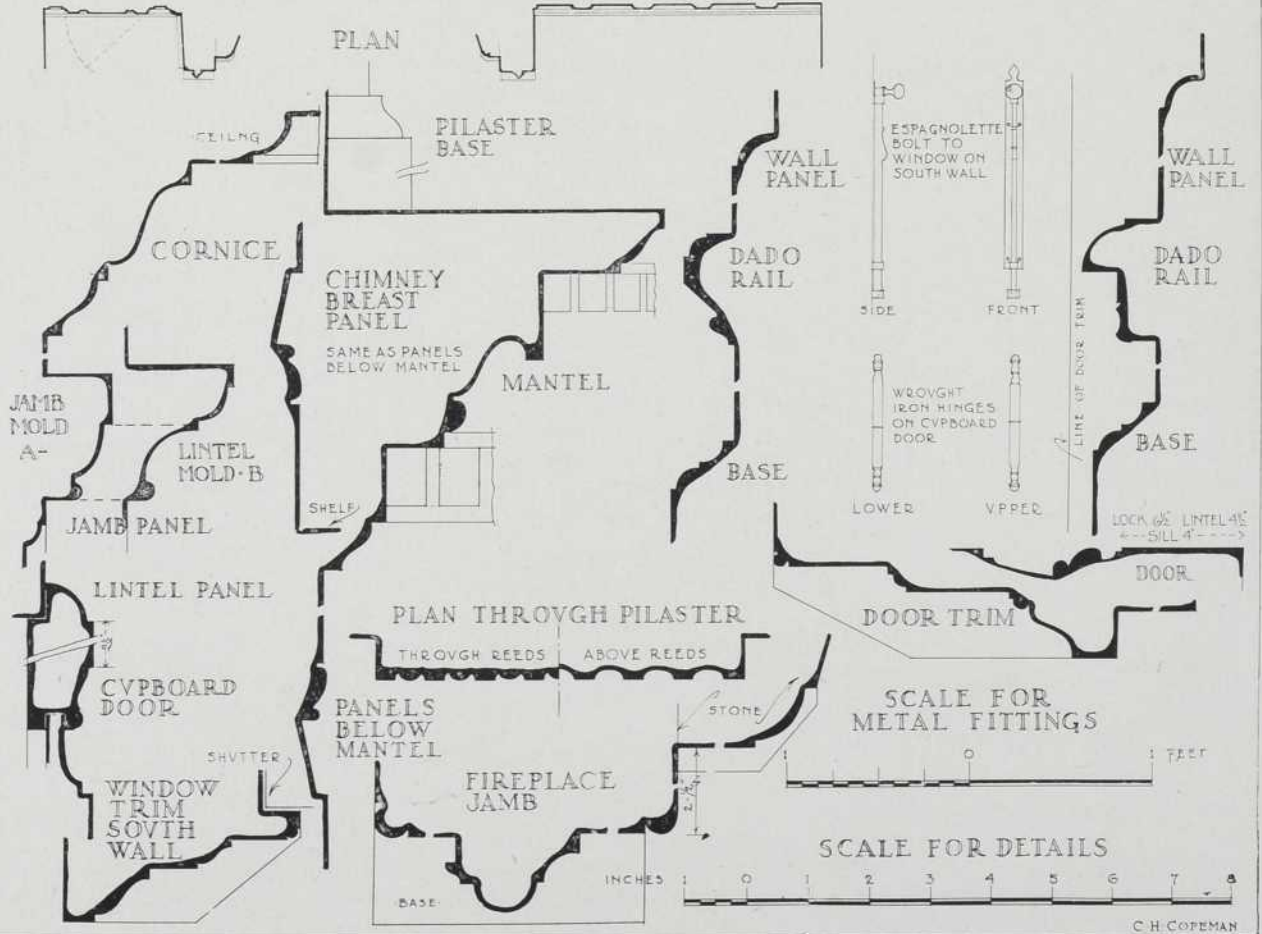 PLAN
CEILNG
PILASTER
BASE
CORNICE
CHIMNEY
BREAST
PANEL
SAME AS PANELS
BELOW MANTEL
MANTEL
WALL
PANEL
DADO
RAIL
BASE
ESPAGNOLETTE
BOLT TO
WINDOW ON
SOUTH WALL
SIDE
FRONT
WROVGHT
IRON HINGES
ON CVPBOARD
DOOR
LOWER
VPPER
LINE OF DOOR TRIM
WALL
PANEL
DADO
RAIL
BASE
LOCK 6½ LINTEL 4½
SILL 4"
DOOR
DOOR TRIM
JAMB
MOLD
A-
LINTEL
MOLD·B
JAMB PANEL
SHELF
LINTEL PANEL
CVPBOARD
DOOR
SHUTTER
WINDOW
TRIM
SOVTH
WALL
PANELS
BELOW
MANTEL
PLAN THROVGH PILASTER
THROVGH REEDS
ABOVE REEDS
STONE
FIREPLACE
JAMB
2-½"
·BASE·
SCALE FOR
METAL FITTINGS
1 0 1 FEET
SCALE FOR DETAILS
INCHES 1 0 1 2 3 4 5 6 7 8
C H COPEMAN